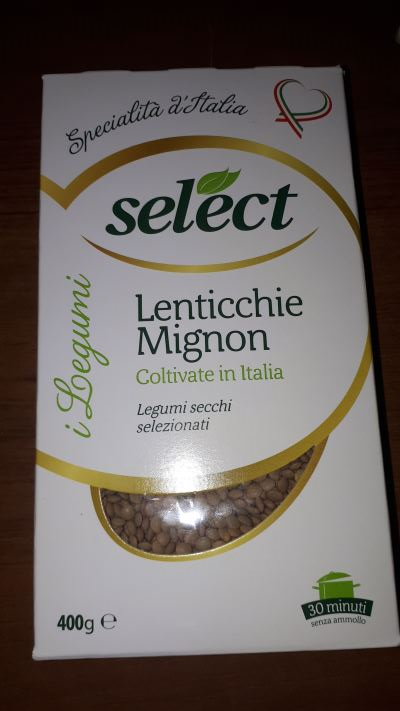 Specialità d'Italia
select
i Legumi
Lenticchie
Mignon
Coltivate in Italia
Legumi secchi
selezionati
400g ℮
30 minuti
senza ammollo